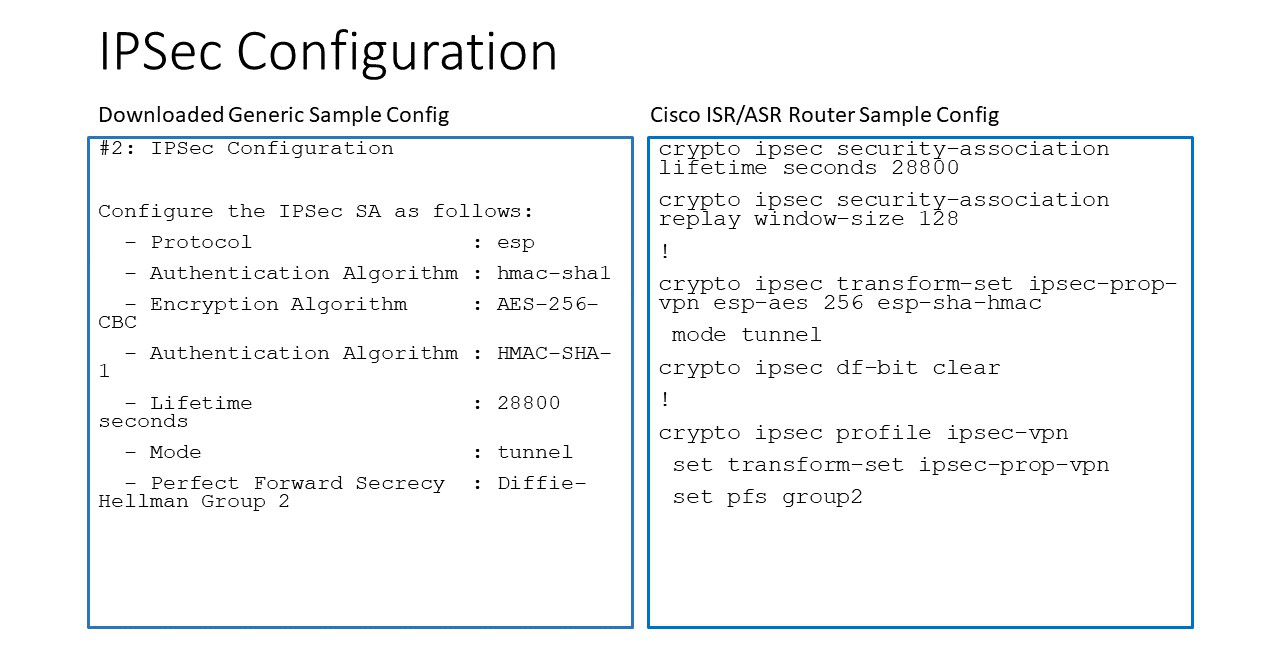 IPSec Configuration
Downloaded Generic Sample Config
#2: IPSec Configuration
Configure the IPSec SA as follows:
- Protocol : esp
- Authentication Algorithm : hmac-sha1
- Encryption Algorithm : AES-256-
CBC
- Authentication Algorithm : HMAC-SHA-
1
- Lifetime : 28800
seconds
- Mode : tunnel
- Perfect Forward Secrecy : Diffie-
Hellman Group 2
Cisco ISR/ASR Router Sample Config
crypto ipsec security-association
lifetime seconds 28800
crypto ipsec security-association
replay window-size 128
!
crypto ipsec transform-set ipsec-prop-
vpn esp-aes 256 esp-sha-hmac
mode tunnel
crypto ipsec df-bit clear
!
crypto ipsec profile ipsec-vpn
set transform-set ipsec-prop-vpn
set pfs group2